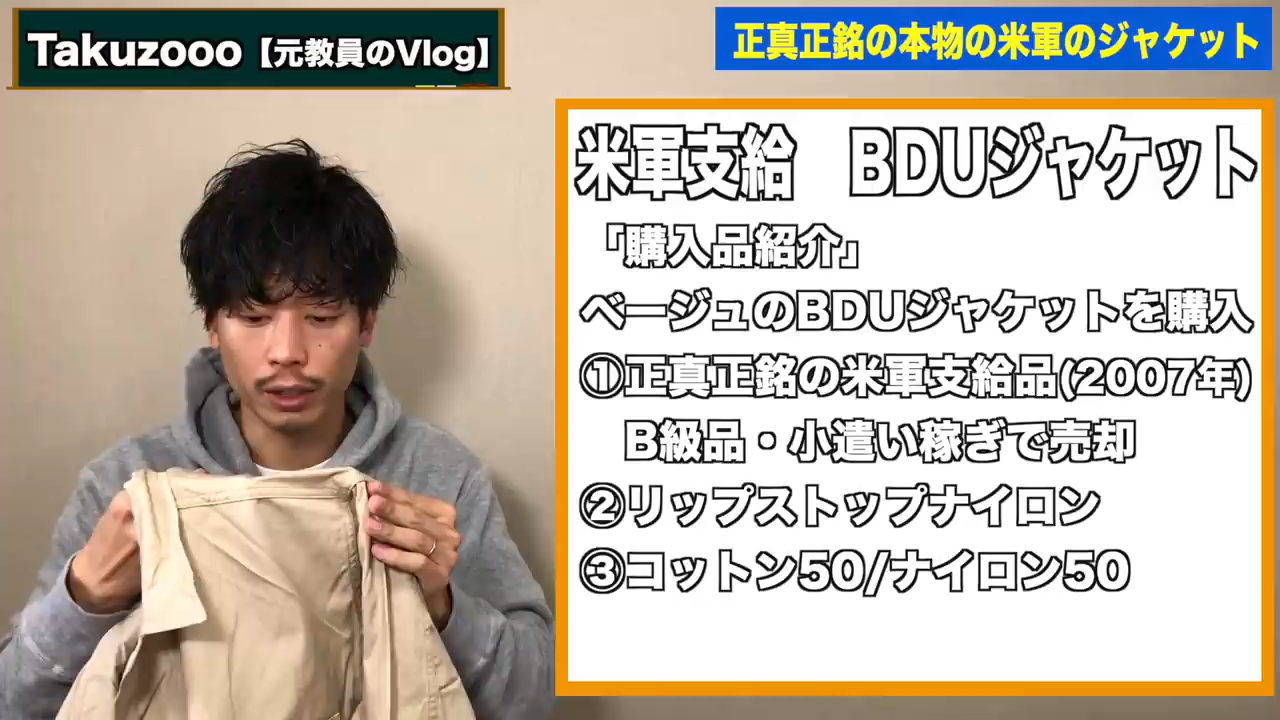 Takuzooo【元教員のVlog】
正真正銘の本物の米軍のジャケット
米軍支給　BDUジャケット
「購入品紹介」
ベージュのBDUジャケットを購入
①正真正銘の米軍支給品(2007年)
B級品・小遣い稼ぎで売却
②リップストップナイロン
③コットン50/ナイロン50